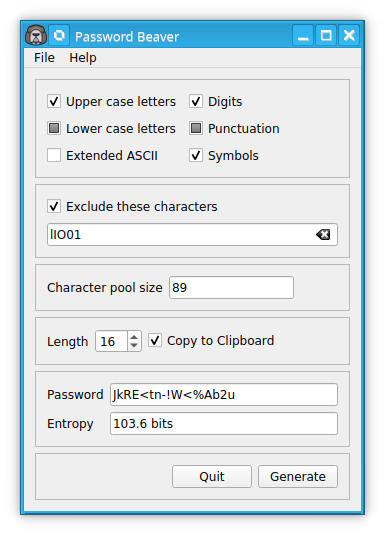 Password Beaver
File Help
Upper case letters Digits
Lower case letters Punctuation
Extended ASCII Symbols
Exclude these characters
lIO01
Character pool size 89
Length 16 Copy to Clipboard
Password JkRE<tn-!W<%Ab2u
Entropy 103.6 bits
Quit Generate